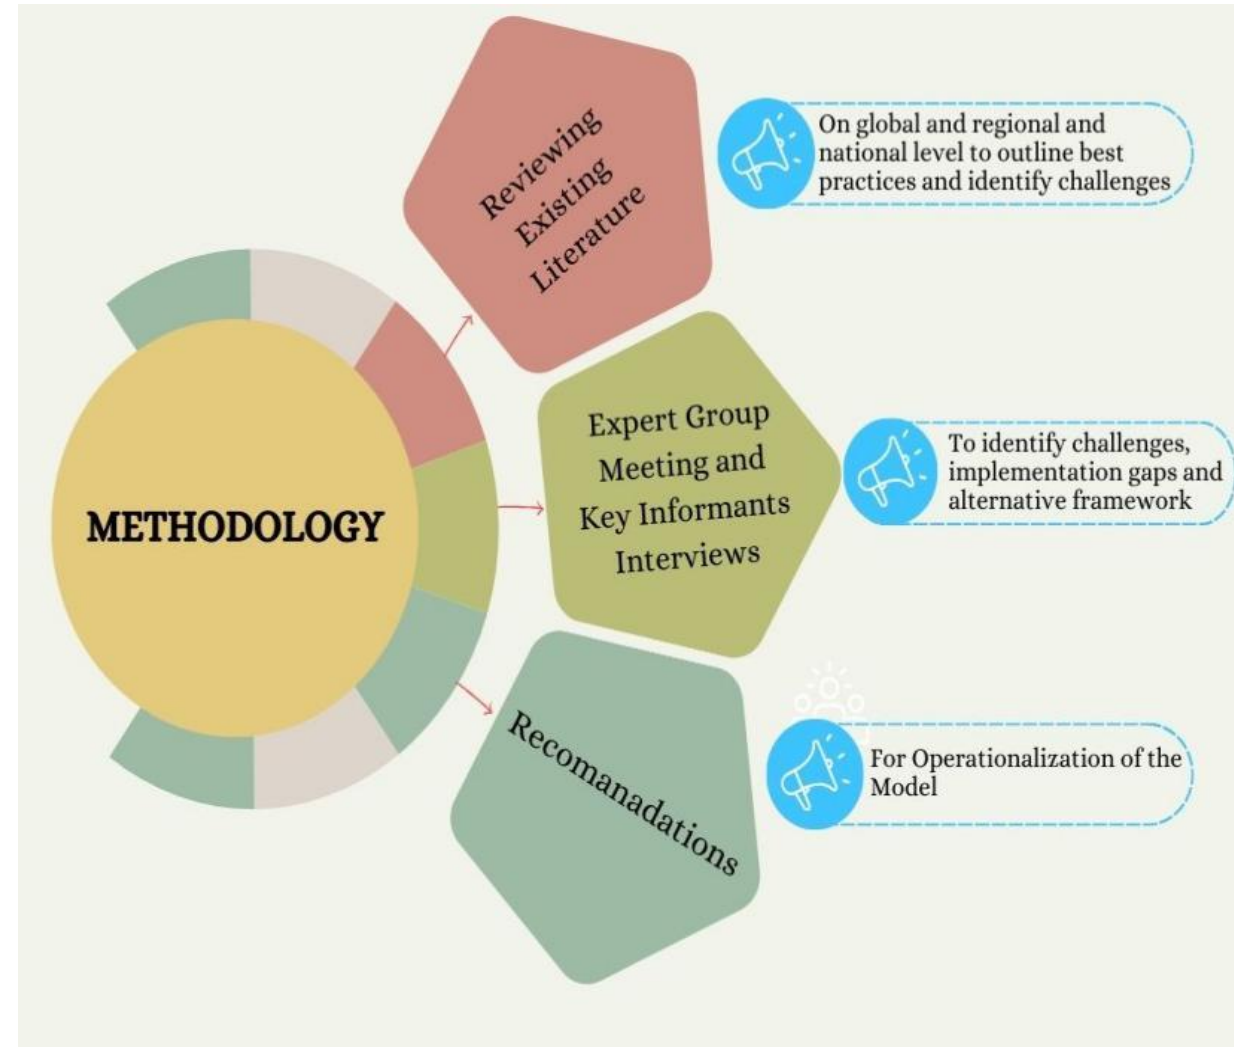 METHODOLOGY
Reviewing
Existing
Literature
On global and regional and
national level to outline best
practices and identify challenges
Expert Group
Meeting and
Key Informants
Interviews
To identify challenges,
implementation gaps and
alternative framework
Recomanadations
For Operationalization of the
Model